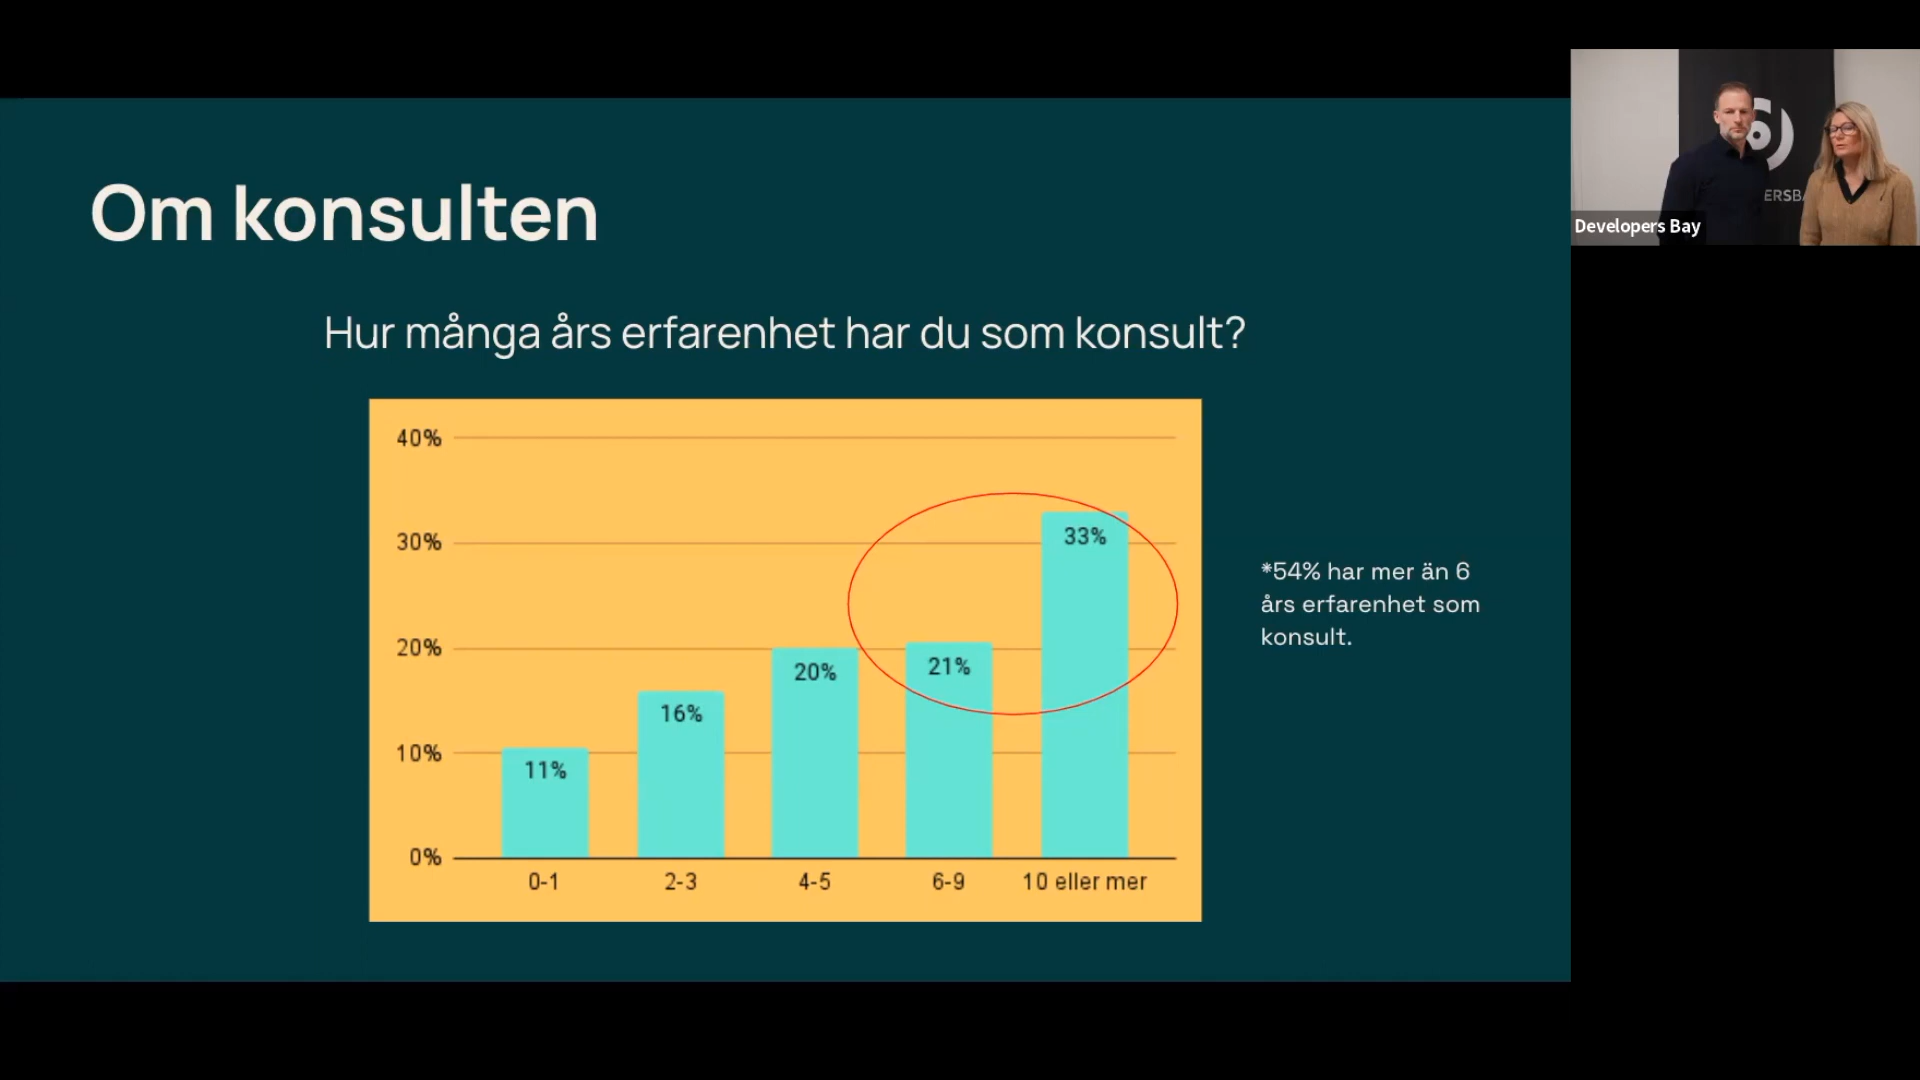 Om konsulten
Hur många års erfarenhet har du som konsult?
40%
30%
20%
10%
0%
11%
16%
20%
21%
33%
0-1
2-3
4-5
6-9
10 eller mer
*54% har mer än 6
års erfarenhet som
konsult.
ERSBA
Developers Bay